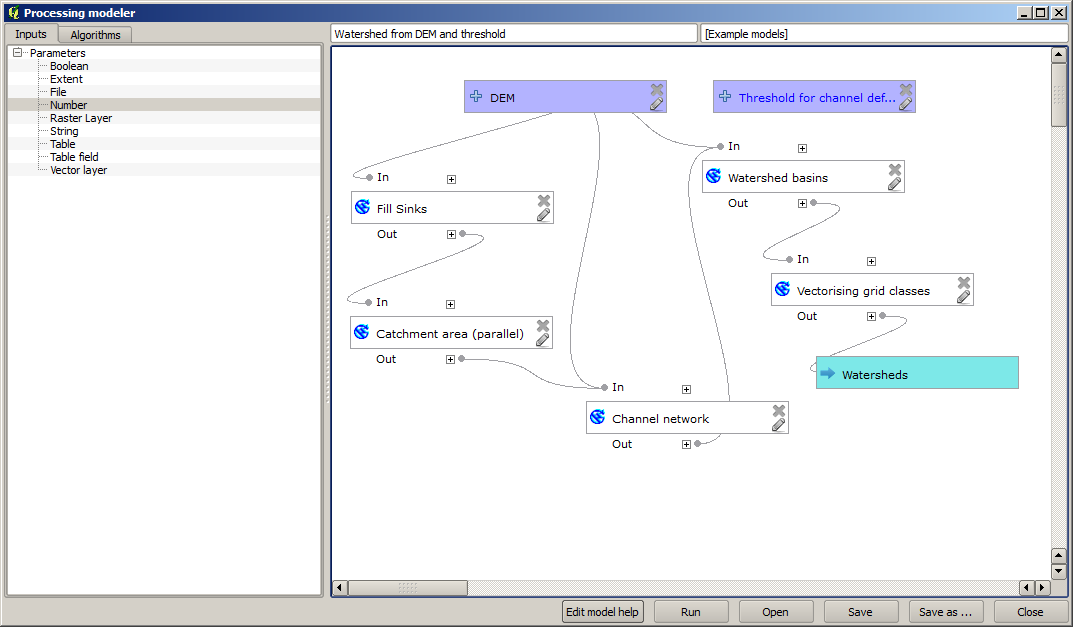 Processing modeler
Inputs
Algorithms
Watershed from DEM and threshold
[Example models]
Parameters
Boolean
Extent
File
Number
Raster Layer
String
Table
Table field
Vector layer
DEM
Threshold for channel def...
In
Watershed basins
Out
In
Fill Sinks
Out
In
Vectorising grid classes
Out
In
Catchment area (parallel)
Out
Watersheds
In
Channel network
Out
Edit model help
Run
Open
Save
Save as ...
Close